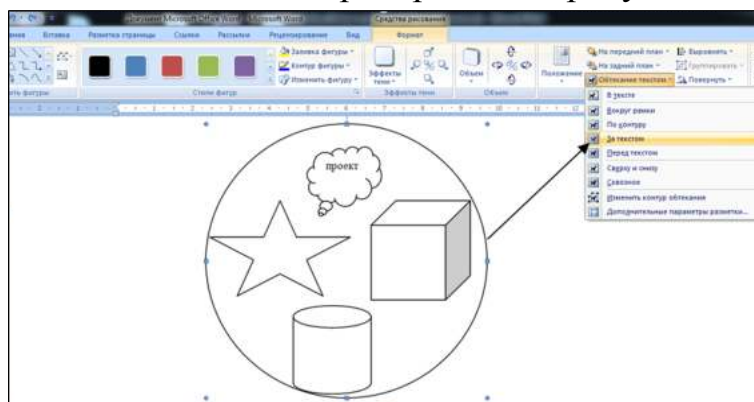 Документ Microsoft Office Word - Microsoft Word
Средства рисования
Вставка Разметка страницы Ссылки Рассылки Рецензирование Вид Формат
Заливка фигуры
Контур фигуры
Изменить фигуру
Эффекты тени
Объем
Положение
На передний план
На задний план
Обтекание текстом
Выровнять
Группировать
Повернуть
Стили фигур
Эффекты тени
Объем
В тексте
Вокруг рамки
По контуру
За текстом
Перед текстом
Сверху и снизу
Сквозное
Изменить контур обтекания
Дополнительные параметры разметки...
проект